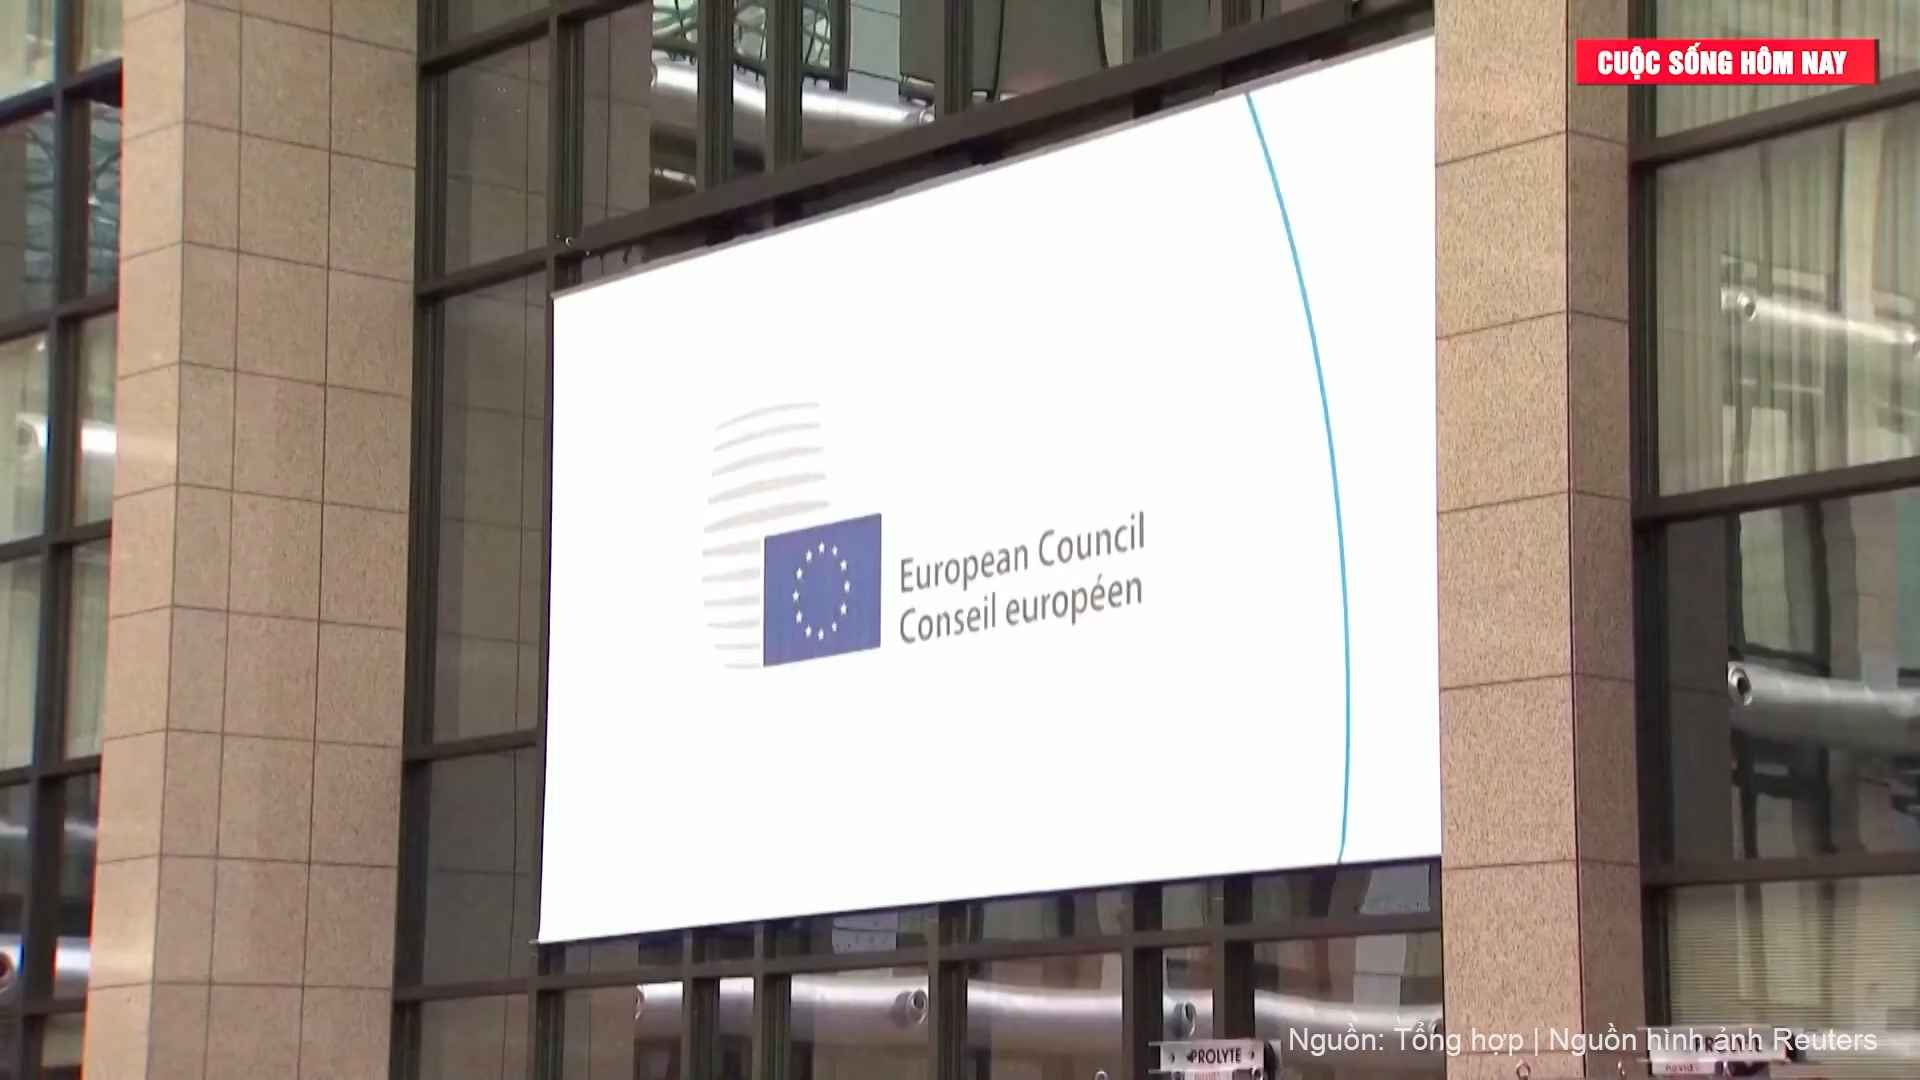 CUỘC SỐNG HÔM NAY
European Council
Conseil européen
Nguồn: Tổng hợp | Nguồn hình ảnh Reuters
PROLYTE